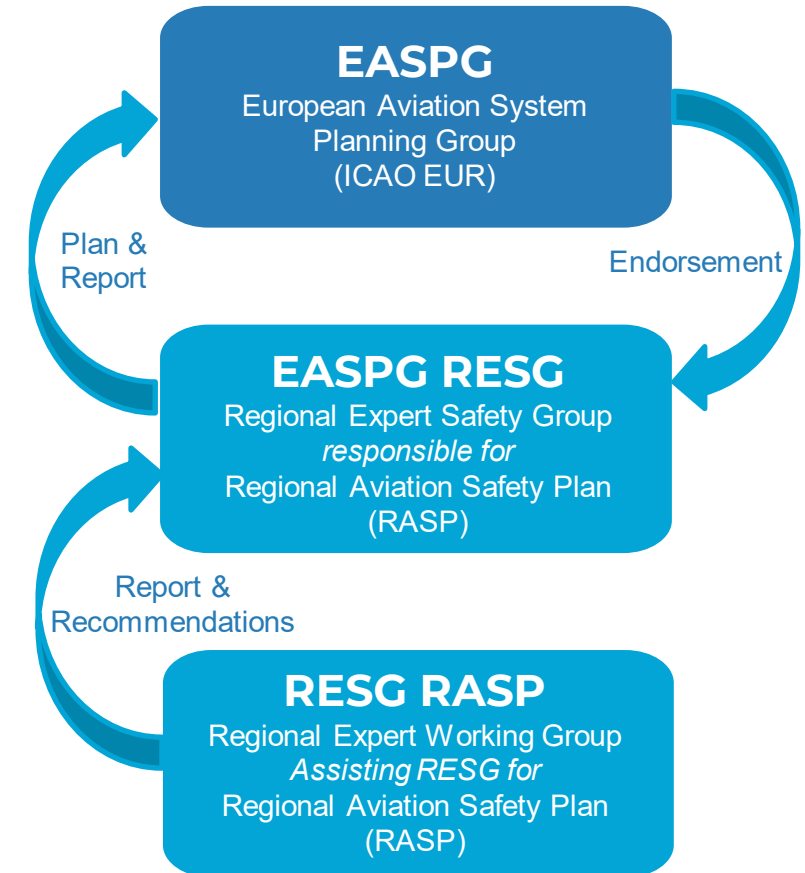 EASPG
European Aviation System
Planning Group
(ICAO EUR)
Plan &
Report
Endorsement
EASPG RESG
Regional Expert Safety Group
responsible for
Regional Aviation Safety Plan
(RASP)
Report &
Recommendations
RESG RASP
Regional Expert Working Group
Assisting RESG for
Regional Aviation Safety Plan
(RASP)